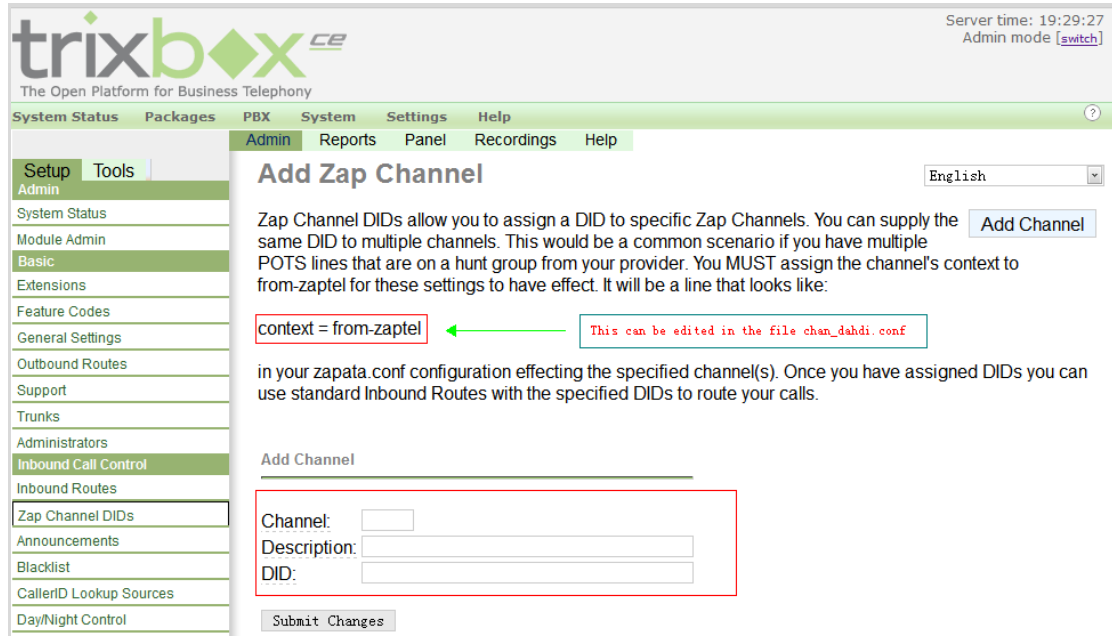 trixbox CE
The Open Platform for Business Telephony
Server time: 19:29:27
Admin mode [switch]
System Status Packages PBX System Settings Help ?
Admin Reports Panel Recordings Help
Setup Tools
Admin
System Status
Module Admin
Basic
Extensions
Feature Codes
General Settings
Outbound Routes
Support
Trunks
Administrators
Inbound Call Control
Inbound Routes
Zap Channel DIDs
Announcements
Blacklist
CallerID Lookup Sources
Day/Night Control
Add Zap Channel
English
Add Channel
Zap Channel DIDs allow you to assign a DID to specific Zap Channels. You can supply the
same DID to multiple channels. This would be a common scenario if you have multiple
POTS lines that are on a hunt group from your provider. You MUST assign the channel's context to
from-zaptel for these settings to have effect. It will be a line that looks like:
context = from-zaptel
This can be edited in the file chan_dahdi.conf
in your zapata.conf configuration effecting the specified channel(s). Once you have assigned DIDs you can
use standard Inbound Routes with the specified DIDs to route your calls.
Add Channel
Channel:
Description:
DID:
Submit Changes